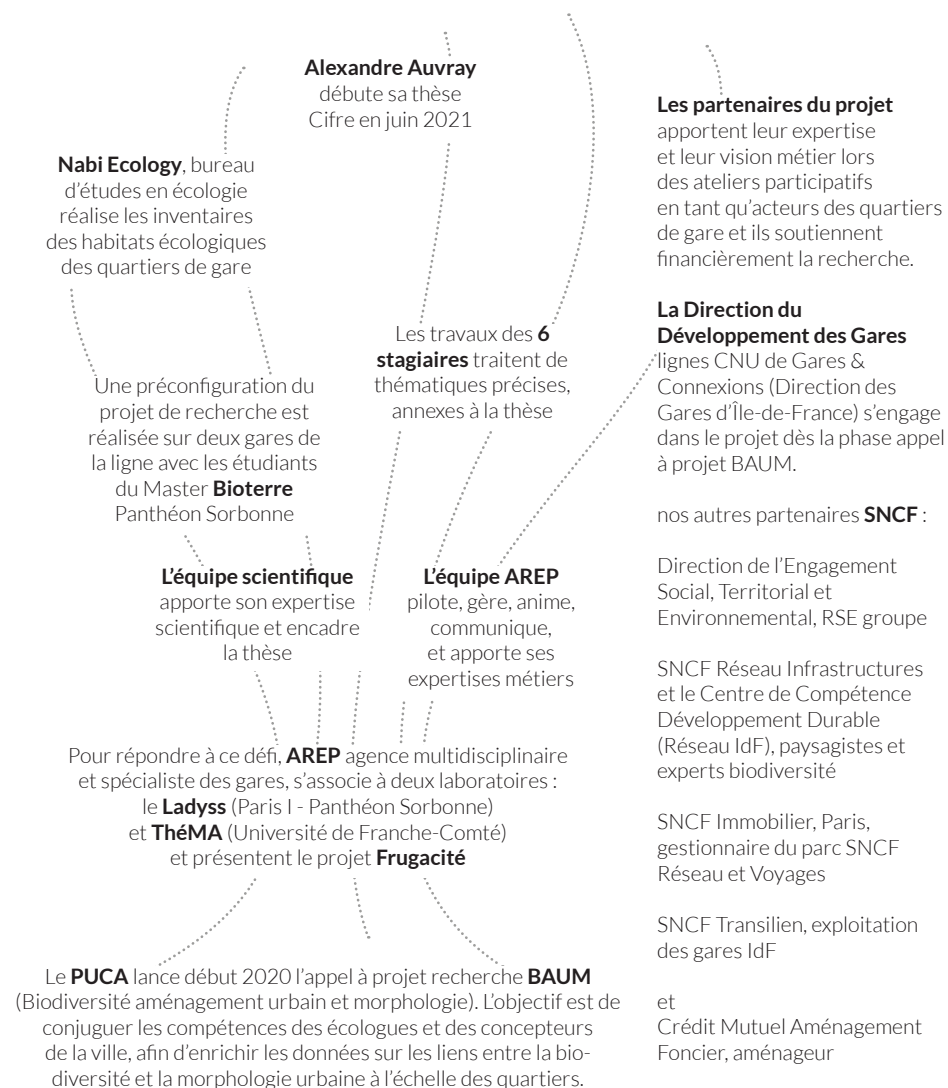 Alexandre Auvray
débute sa thèse
Cifre en juin 2021
Nabi Ecology, bureau
d'études en écologie
réalise les inventaires
des habitats écologiques
des quartiers de gare
Les travaux des 6
stagiaires traitent de
thématiques précises,
annexes à la thèse
Une préconfiguration du
projet de recherche est
réalisée sur deux gares de
la ligne avec les étudiants
du Master Bioterre
Panthéon Sorbonne
L'équipe scientifique
apporte son expertise
scientifique et encadre
la thèse
L'équipe AREP
pilote, gère, anime,
communique,
et apporte ses
expertises métiers
Pour répondre à ce défi, AREP agence multidisciplinaire
et spécialiste des gares, s'associe à deux laboratoires :
le Ladyss (Paris I - Panthéon Sorbonne)
et ThéMA (Université de Franche-Comté)
et présentent le projet Frugacité
Le PUCA lance début 2020 l'appel à projet recherche BAUM
(Biodiversité aménagement urbain et morphologie). L'objectif est de
conjuguer les compétences des écologues et des concepteurs
de la ville, afin d'enrichir les données sur les liens entre la bio-
diversité et la morphologie urbaine à l'échelle des quartiers.
Les partenaires du projet
apportent leur expertise
et leur vision métier lors
des ateliers participatifs
en tant qu'acteurs des quartiers
de gare et ils soutiennent
financièrement la recherche.
La Direction du
Développement des Gares
lignes CNU de Gares &
Connexions (Direction des
Gares d'Île-de-France) s'engage
dans le projet dès la phase appel
à projet BAUM.
nos autres partenaires SNCF :
Direction de l'Engagement
Social, Territorial et
Environnemental, RSE groupe
SNCF Réseau Infrastructures
et le Centre de Compétence
Développement Durable
(Réseau IdF), paysagistes et
experts biodiversité
SNCF Immobilier, Paris,
gestionnaire du parc SNCF
Réseau et Voyages
SNCF Transilien, exploitation
des gares IdF
et
Crédit Mutuel Aménagement
Foncier, aménageur